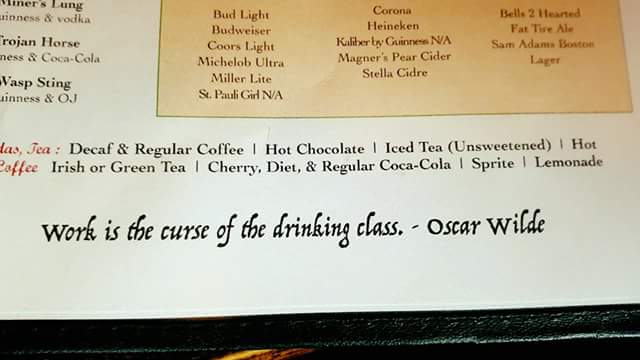 Miner's Lung
uinness & vodka
Trojan Horse
ness & Coca-Cola
Wasp Sting
uinness & OJ
Bud Light
Budweiser
Coors Light
Michelob Ultra
Miller Lite
St. Pauli Girl N/A
Corona
Heineken
Kaliber by Guinness N/A
Magner's Pear Cider
Stella Cidre
Bells 2 Hearted
Fat Tire Ale
Sam Adams Boston
Lager
das, Tea : Decaf & Regular Coffee | Hot Chocolate | Iced Tea (Unsweetened) | Hot
Coffee Irish or Green Tea | Cherry, Diet, & Regular Coca-Cola | Sprite | Lemonade
Work is the curse of the drinking class. - Oscar Wilde